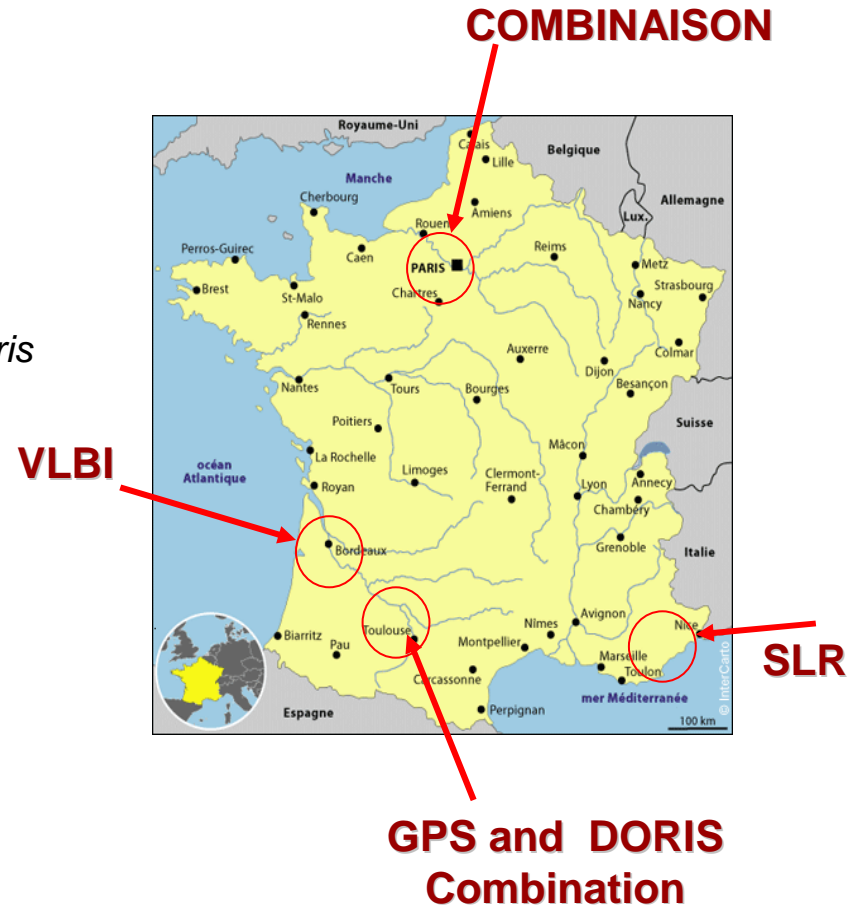 COMBINAISON
Royaume-Uni
Calais
Lille
Belgique
Manche
Cherbourg
Amiens
Lux.
Allemagne
Rouen
Perros-Guirec
Caen
PARIS
Reims
Metz
Brest
St-Malo
Chartres
Nancy
Strasbourg
Rennes
ris
Auxerre
Colmar
Nantes
Tours
Bourges
Dijon
Besançon
Poitiers
Suisse
VLBI
océan
Atlantique
La Rochelle
Mâcon
Limoges
Clermont-
Ferrand
Royan
Lyon
Annecy
Chambéry
Bordeaux
Grenoble
Italie
Avignon
Toulouse
Nîmes
Nice
Biarritz
Pau
Montpellier
Marseille
Toulon
SLR
Carcassonne
mer Méditerranée
Espagne
Perpignan
100 km
© InterCarto
GPS and DORIS
Combination